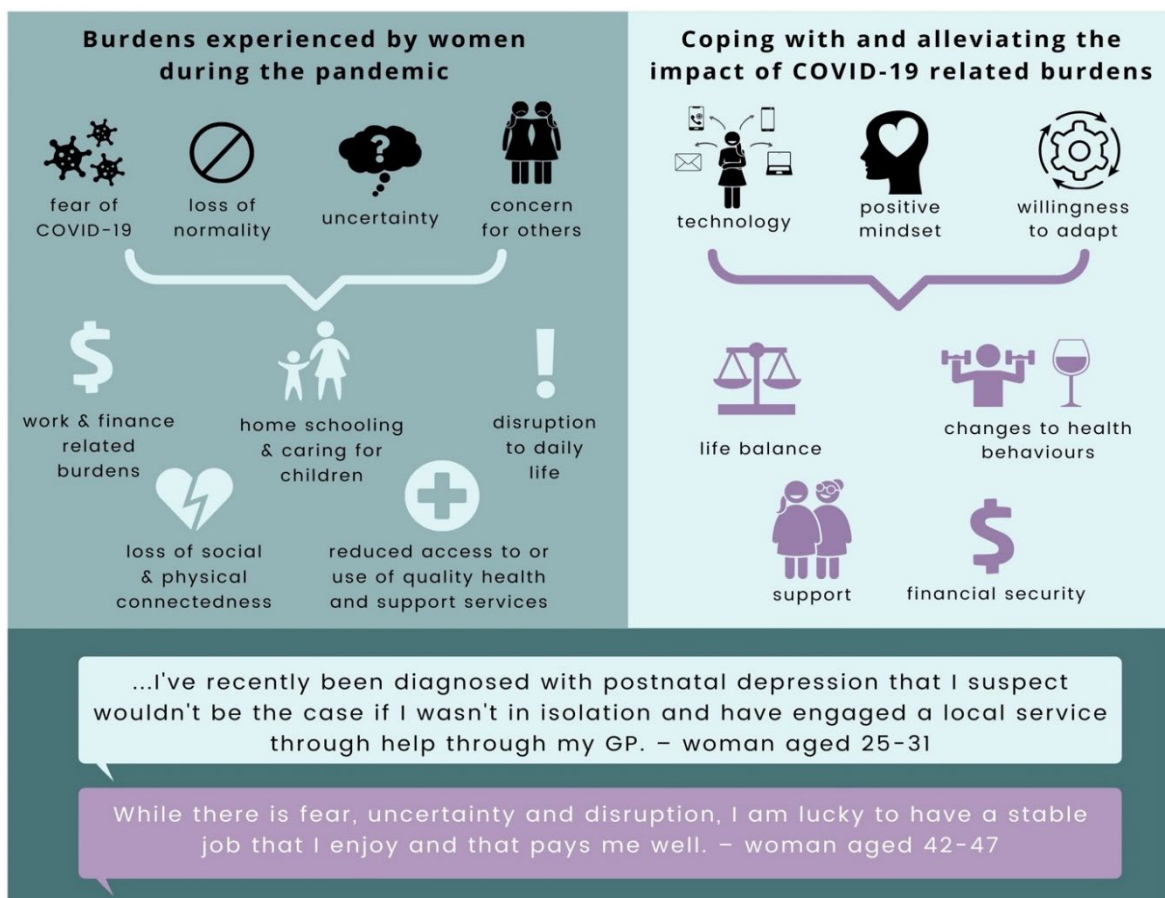 Burdens experienced by women
during the pandemic
fear of
COVID-19
loss of
normality
?
uncertainty
concern
for others
$
work & finance
related
burdens
home schooling
& caring for
children
!
disruption
to daily
life
loss of social
& physical
connectedness
reduced access to or
use of quality health
and support services
Coping with and alleviating the
impact of COVID-19 related burdens
technology
positive
mindset
willingness
to adapt
life balance
changes to health
behaviours
support
$
financial security
...I've recently been diagnosed with postnatal depression that I suspect
wouldn't be the case if I wasn't in isolation and have engaged a local service
through help through my GP. – woman aged 25-31
While there is fear, uncertainty and disruption, I am lucky to have a stable
job that I enjoy and that pays me well. – woman aged 42-47